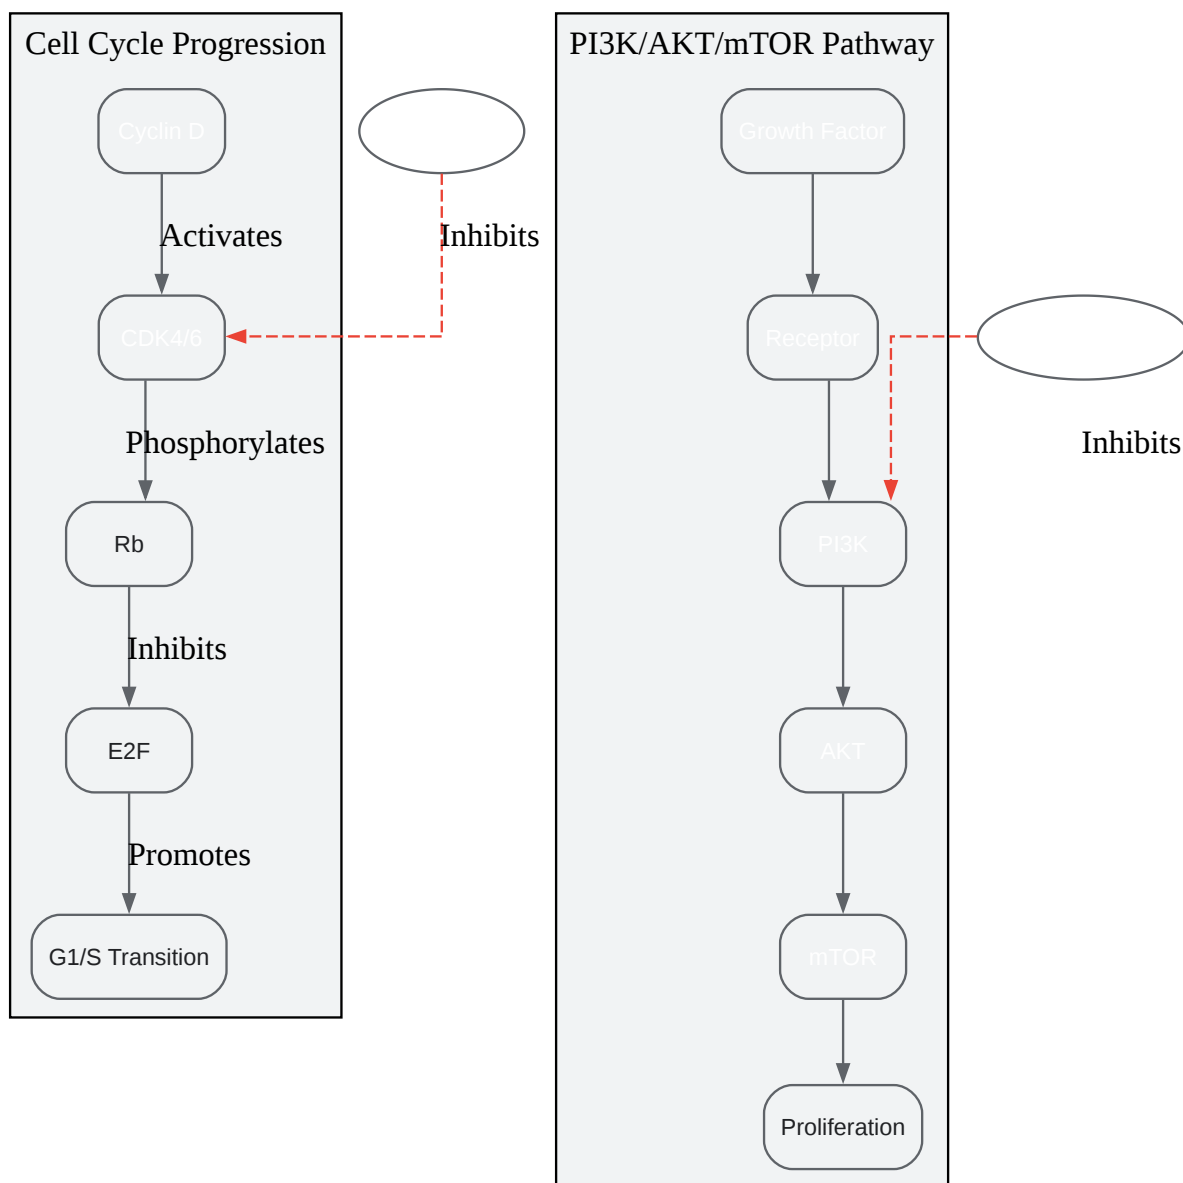 Cell Cycle Progression
Cyclin D
Activates
CDK4/6
Phosphorylates
Rb
Inhibits
E2F
Promotes
G1/S Transition
Inhibits
PI3K/AKT/mTOR Pathway
Growth Factor
Receptor
PI3K
AKT
mTOR
Proliferation
Inhibits